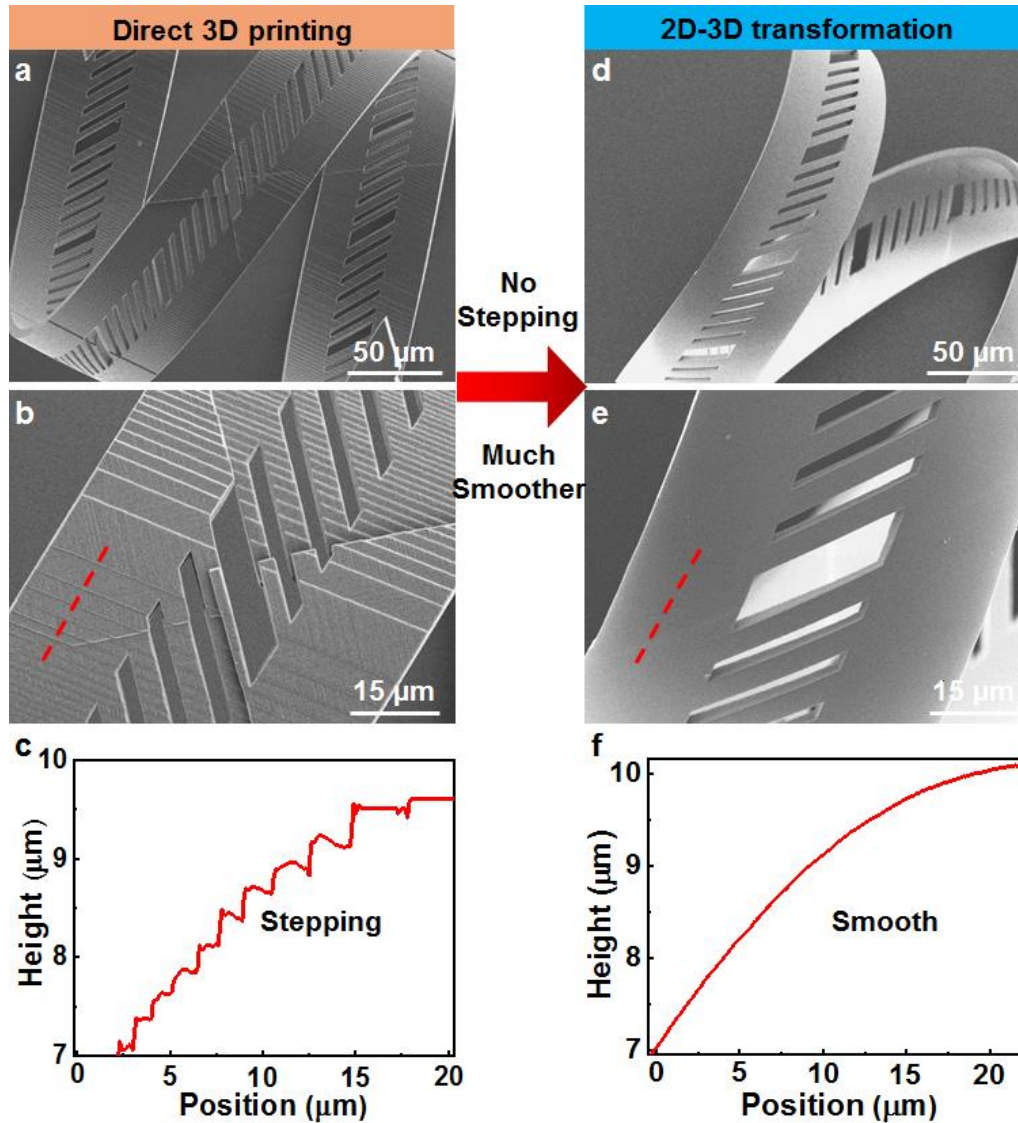 Direct 3D printing
2D-3D transformation
a
50 μm
d
50 μm
No
Stepping
Much
Smoother
b
15 μm
e
15 μm
c
10
9
8
7
Height (μm)
Stepping
0
5
10
15
20
Position (μm)
f
10
9
8
7
Height (μm)
Smooth
0
5
10
15
20
Position (μm)